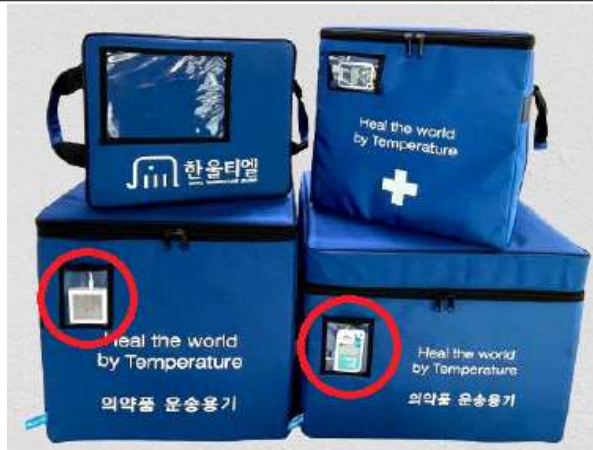 한울티엘
Heal the world
by Temperature
Heal the world
by Temperature
의약품 운송용기
Heal the world
by Temperature
의약품 운송용기